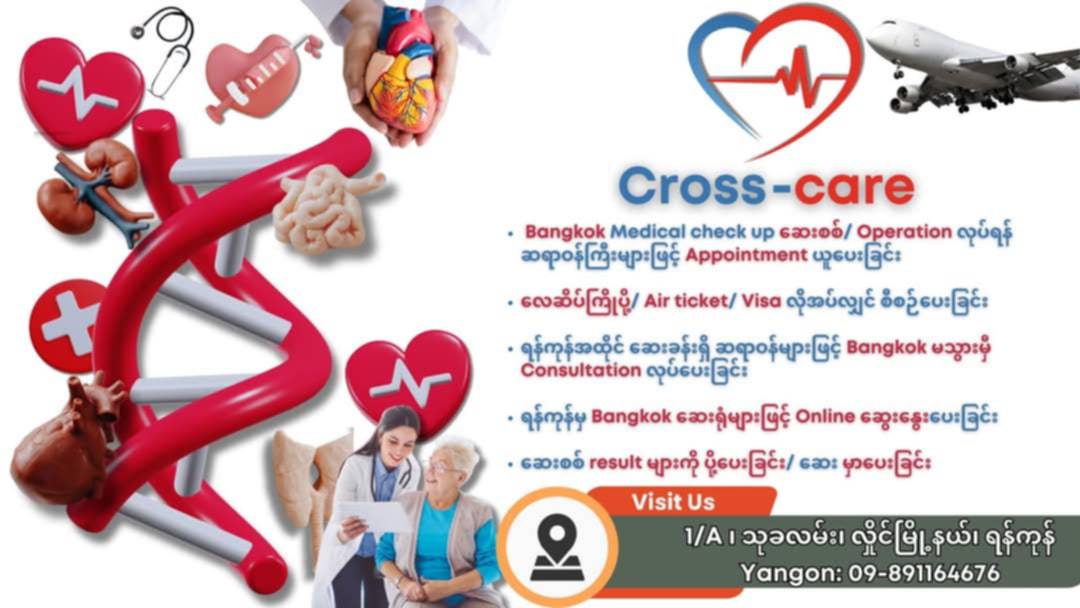 Cross-care
• Bangkok Medical check up ဆေးစစ်/ Operation လုပ်ရန်
ဆရာဝန်ကြီးများဖြင့် Appointment ယူပေးခြင်း
• လေဆိပ်ကြိုပို့/ Air ticket/ Visa လိုအပ်လျှင် စီစဉ်ပေးခြင်း
• ရန်ကုန်အထိုင် ဆေးခန်းရှိ ဆရာဝန်များဖြင့် Bangkok မသွားမှီ
Consultation လုပ်ပေးခြင်း
• ရန်ကုန်မှ Bangkok ဆေးရုံများဖြင့် Online ဆွေးနွေးပေးခြင်း
• ဆေးစစ် result များကို ပို့ပေးခြင်း/ ဆေး မှာပေးခြင်း
Visit Us
1/A ၊ သုခလမ်း၊ လှိုင်မြို့နယ်၊ ရန်ကုန်
Yangon: 09-891164676